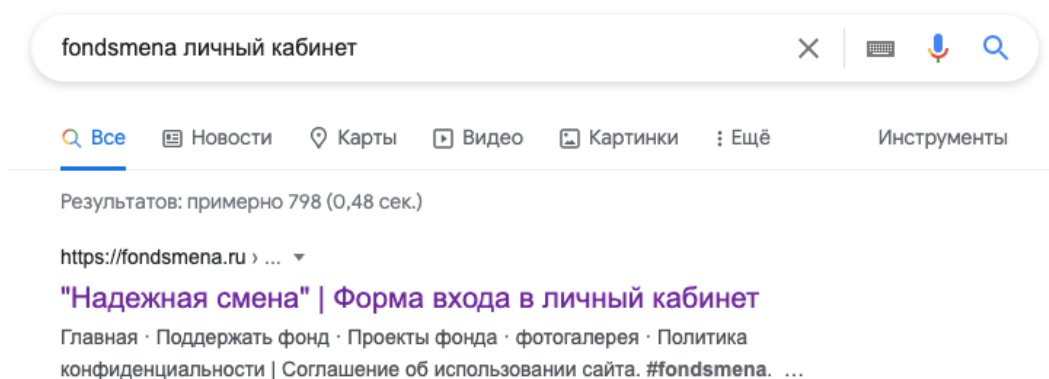 fondsmena личный кабинет
Все Новости Карты Видео Картинки Ещё Инструменты
Результатов: примерно 798 (0,48 сек.)
https://fondsmena.ru › ...
"Надежная смена" | Форма входа в личный кабинет
Главная · Поддержать фонд · Проекты фонда · фотогалерея · Политика
конфиденциальности | Соглашение об использовании сайта. #fondsmena. ...